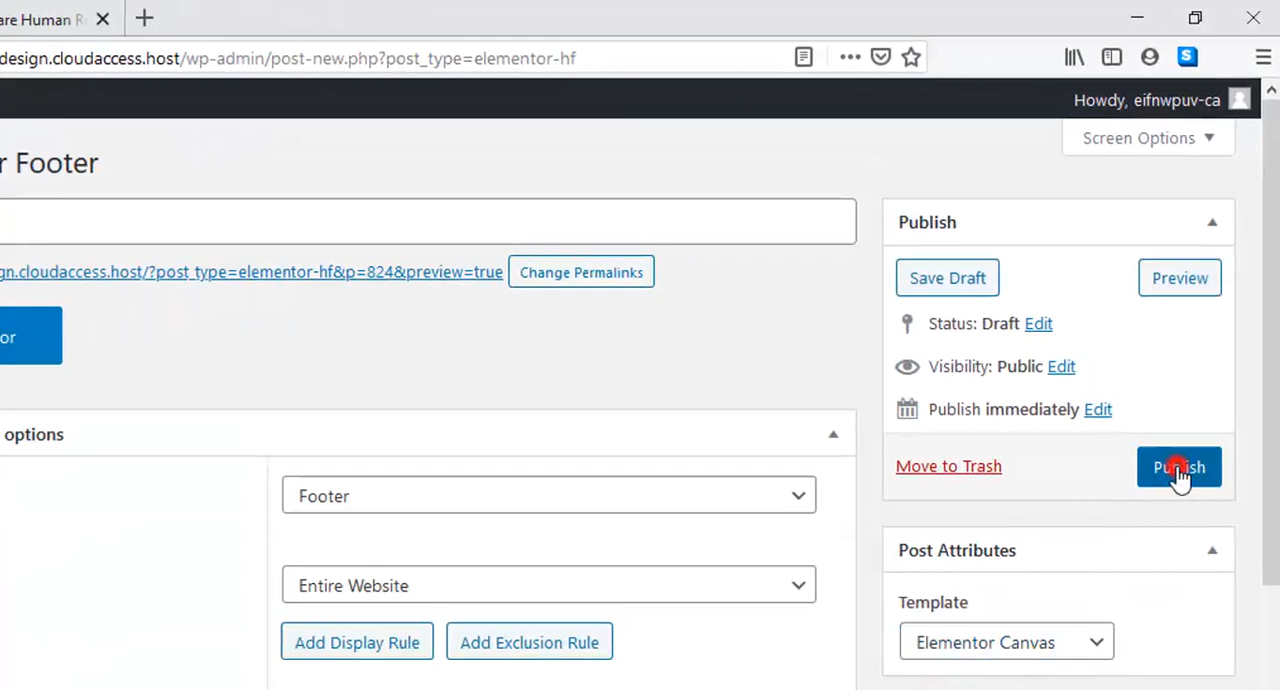 are Human R
design.cloudaccess.host/wp-admin/post-new.php?post_type=elementor-hf
Howdy, eifnwpuv-ca
Screen Options
r Footer
gn.cloudaccess.host/?post_type=elementor-hf&p=824&preview=true
Change Permalinks
or
options
Footer
Entire Website
Add Display Rule
Add Exclusion Rule
Publish
Save Draft
Preview
Status: Draft Edit
Visibility: Public Edit
Publish immediately Edit
Move to Trash
Publish
Post Attributes
Template
Elementor Canvas